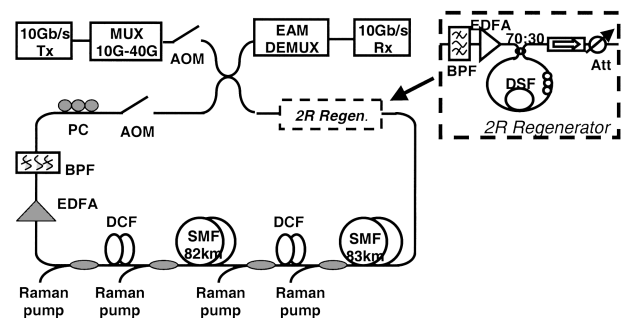 10Gb/s
Tx
MUX
10G-40G
AOM
EAM
DEMUX
10Gb/s
Rx
EDFA
70:30
BPF
DSF
Att
2R Regenerator
PC
AOM
2R Regen.
BPF
EDFA
DCF
SMF
82km
DCF
SMF
83km
Raman
pump
Raman
pump
Raman
pump
Raman
pump